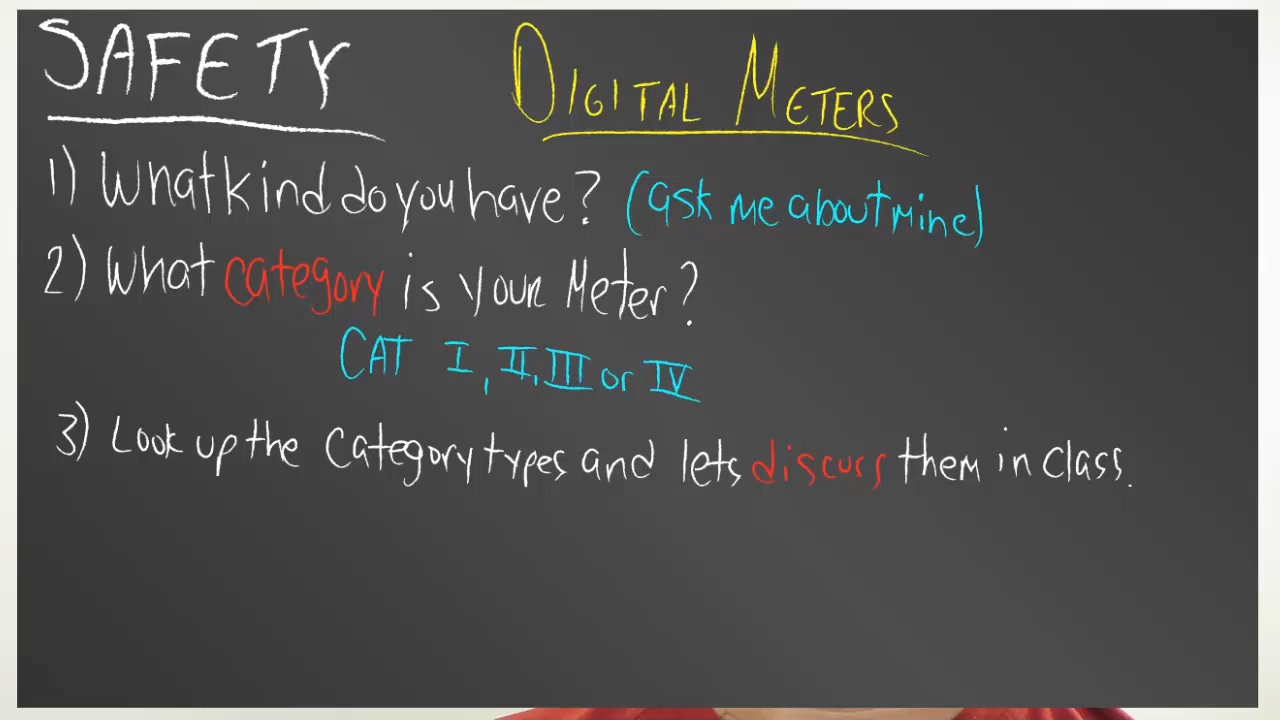 SAFETY
DIGITAL METERS
1) What kind do you have? (ask me about mine)
2) What category is your Meter?
CAT I, II, III or IV
3) Look up the Category types and lets discuss them in class.